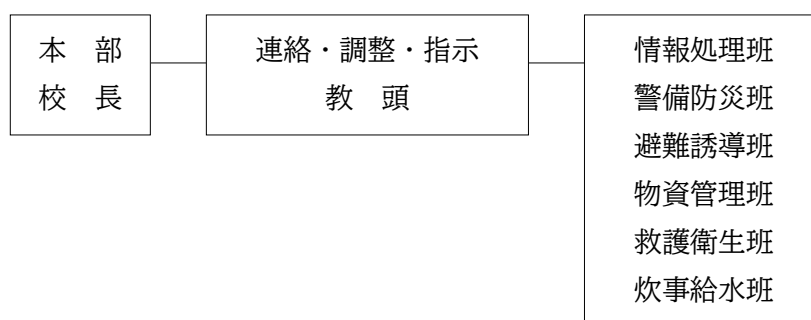 本　部
校　長
連絡・調整・指示
教　頭
情報処理班
警備防災班
避難誘導班
物資管理班
救護衛生班
炊事給水班